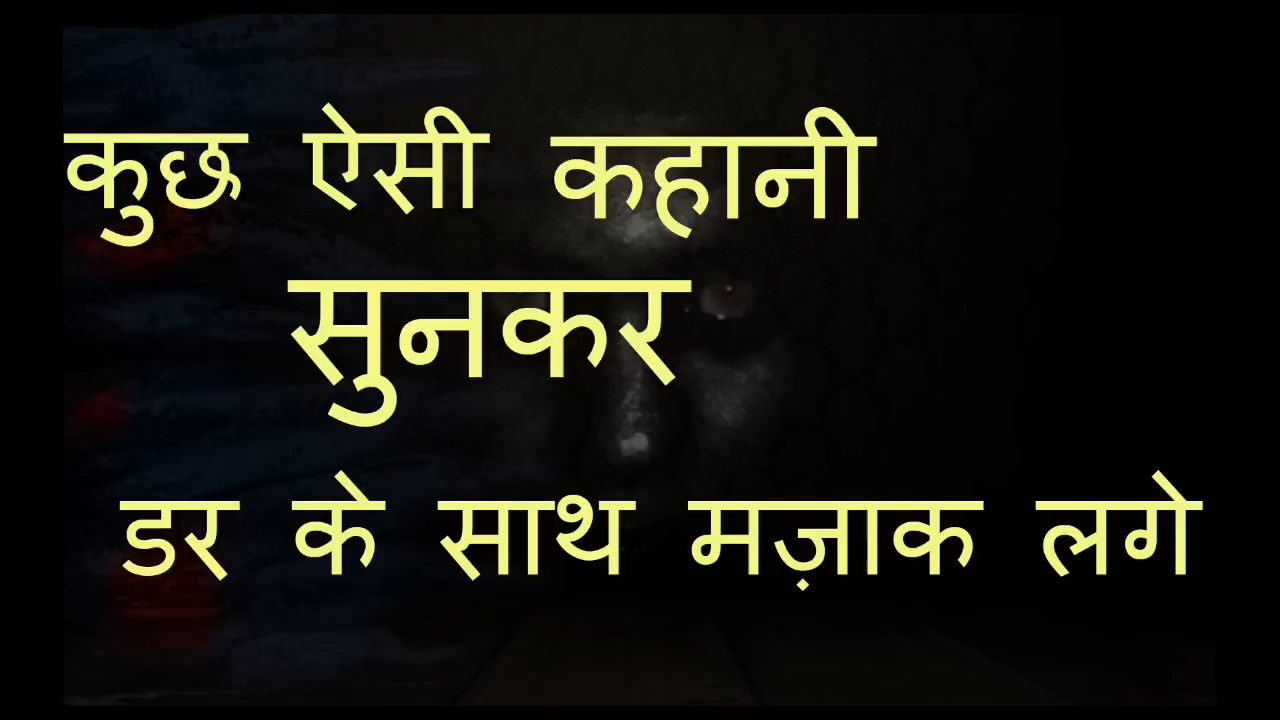 कुछ ऐसी कहानी
सुनकर
डर के साथ मज़ाक लगे